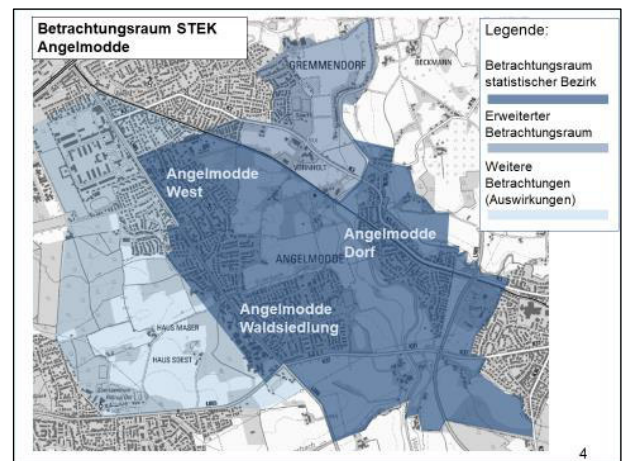 Betrachtungsraum STEK
Angelmodde
Legende:
Betrachtungsraum
statistischer Bezirk
Erweiterter
Betrachtungsraum
Weitere
Betrachtungen
(Auswirkungen)
GREMMENDORF
BECKMANN
Angelmodde
West
VORNHOLT
Angelmodde
Dorf
ANGELMODDE
Angelmodde
Waldsiedlung
HAUS MASER
HAUS SOEST
4